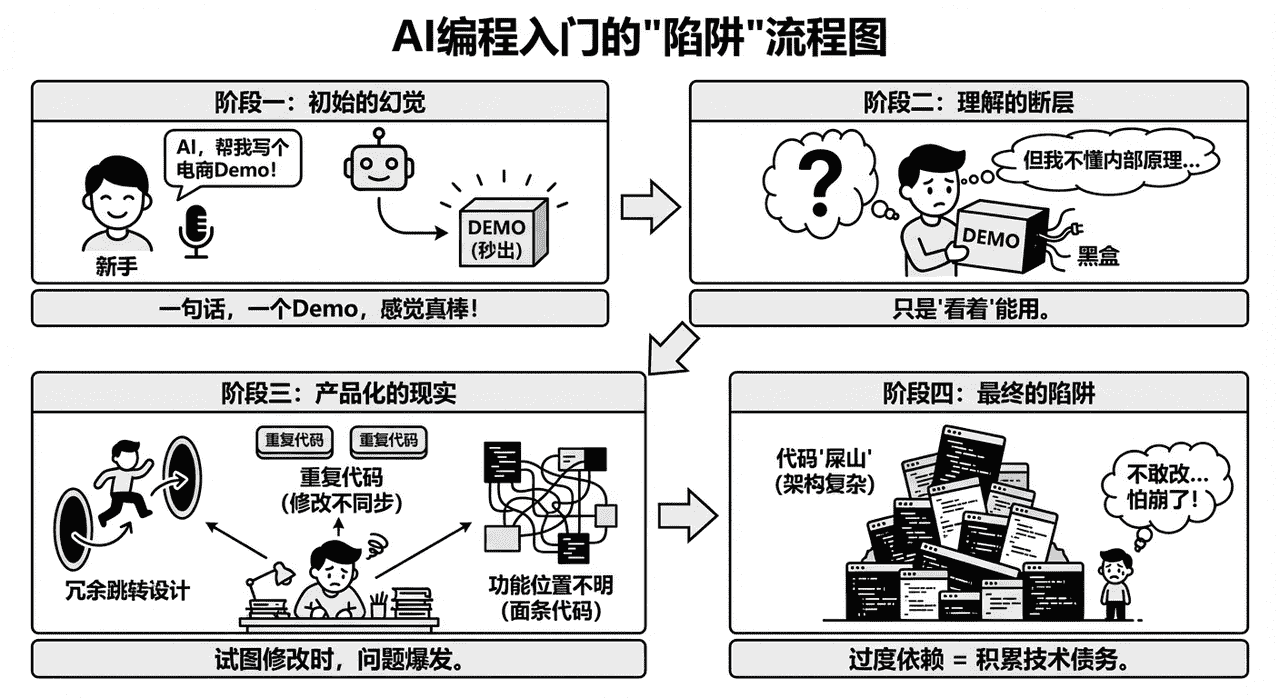 AI编程入门的"陷阱"流程图
阶段一：初始的幻觉
AI，帮我写个
电商Demo！
新手
DEMO
(秒出)
一句话，一个Demo，感觉真棒！
阶段二：理解的断层
?
但我不懂内部原理...
DEMO
黑盒
只是'看着'能用。
阶段三：产品化的现实
冗余跳转设计
重复代码
重复代码
重复代码
(修改不同步)
功能位置不明
(面条代码)
试图修改时，问题爆发。
阶段四：最终的陷阱
代码'屎山'
(架构复杂)
不敢改...
怕崩了！
过度依赖 = 积累技术债务。